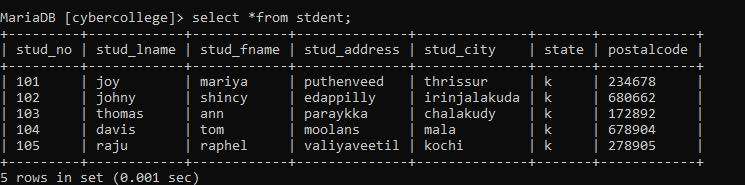 MariaDB [cybercollege]> select *from stdent;
+---------+------------+------------+--------------+--------------+-------+------------+
| stud_no | stud_lname | stud_fname | stud_address | stud_city    | state | postalcode |
+---------+------------+------------+--------------+--------------+-------+------------+
| 101     | joy        | mariya     | puthenveed   | thrissur     | k     | 234678     |
| 102     | johny      | shincy     | edappilly    | irinjalakuda | k     | 680662     |
| 103     | thomas     | ann        | paraykka     | chalakudy    | k     | 172892     |
| 104     | davis      | tom        | moolans      | mala         | k     | 678904     |
| 105     | raju       | raphel     | valiyaveetil | kochi        | k     | 278905     |
+---------+------------+------------+--------------+--------------+-------+------------+
5 rows in set (0.001 sec)